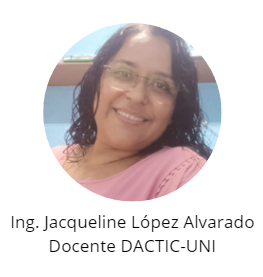 Ing. Jacqueline López Alvarado
Docente DACTIC-UNI